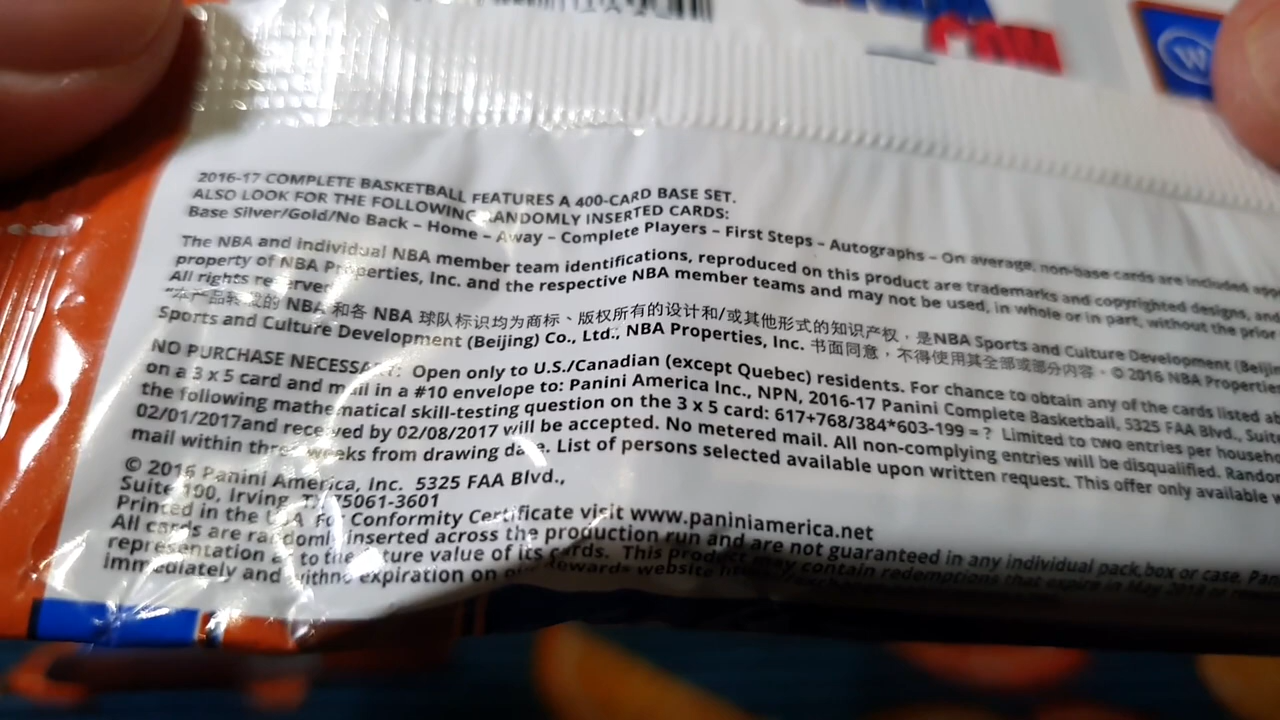 2016-17 COMPLETE BASKETBALL FEATURES A 400-CARD BASE SET.
ALSO LOOK FOR THE FOLLOWING RANDOMLY INSERTED CARDS:
Base Silver/Gold/No Back – Home – Away – Complete Players – First Steps – Autographs – On average, non-base cards are included
The NBA and individual NBA member team identifications, reproduced on this product are trademarks and copyrighted designs, and
property of NBA Properties, Inc. and the respective NBA member teams and may not be used, in whole or in part, without the prior
All rights reserved
本产品转载的 NBA 和各 NBA 球队标识均为商标、版权所有的设计和/或其他形式的知识产权,是NBA Sports and Culture Development (Beijing
Sports and Culture Development (Beijing) Co., Ltd., NBA Properties, Inc. 书面同意,不得使用其全部或部分内容。© 2016 NBA Properties
NO PURCHASE NECESSARY: Open only to U.S./Canadian (except Quebec) residents. For chance to obtain any of the cards listed
on a 3 x 5 card and mail in a #10 envelope to: Panini America Inc., NPN, 2016-17 Panini Complete Basketball, 5325 FAA Blvd., Suite
the following mathematical skill-testing question on the 3 x 5 card: 617+768/384*603-199 = ? Limited to two entries per household
02/01/2017and received by 02/08/2017 will be accepted. No metered mail. All non-complying entries will be disqualified. Random
mail within three weeks from drawing date. List of persons selected available upon written request. This offer only available
© 2016 Panini America, Inc. 5325 FAA Blvd.,
Suite 100, Irving, TX 75061-3601
Printed in the USA For Conformity Certificate visit www.paniniamerica.net
All cards are randomly inserted across the production run and are not guaranteed in any individual pack,box or case. Pan
representation as to the future value of its cards. This product may contain redemptions that expire in May, 2018 or
immediately and withno expiration on our rewards website
W